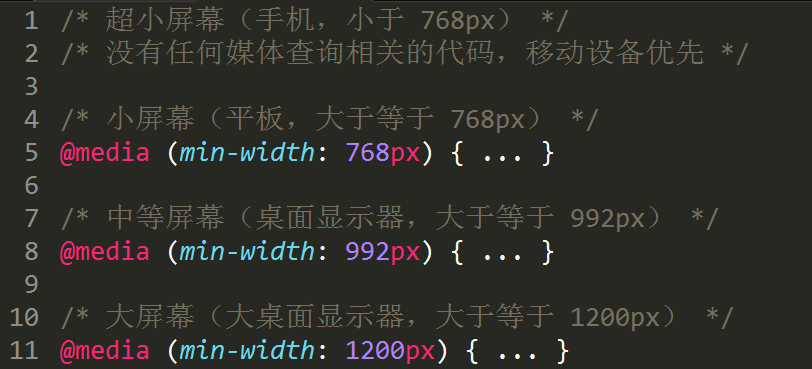 1 /* 超小屏幕（手机，小于 768px） */
2 /* 没有任何媒体查询相关的代码，移动设备优先 */
3
4 /* 小屏幕（平板，大于等于 768px） */
5 @media (min-width: 768px) { ... }
6
7 /* 中等屏幕（桌面显示器，大于等于 992px） */
8 @media (min-width: 992px) { ... }
9
10 /* 大屏幕（大桌面显示器，大于等于 1200px） */
11 @media (min-width: 1200px) { ... }